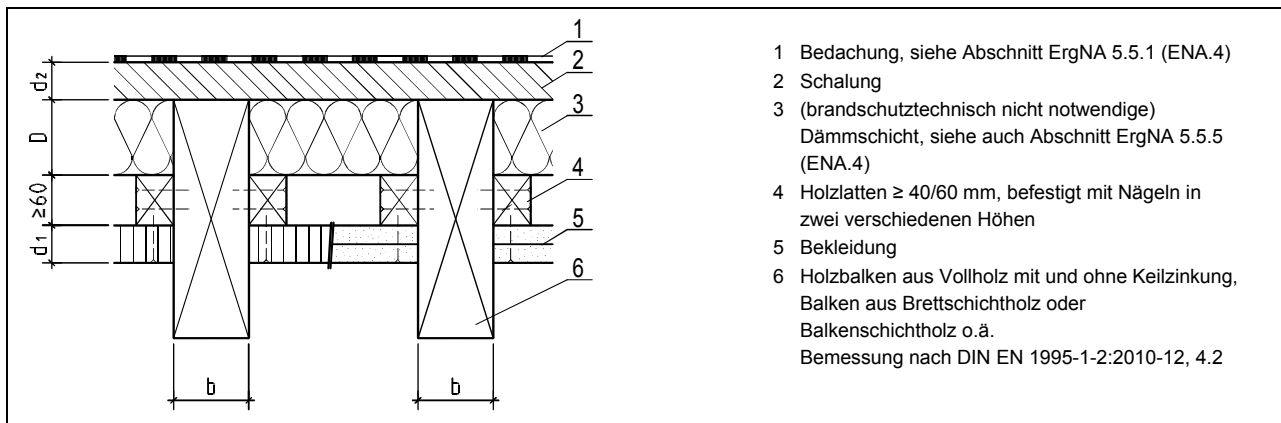 1
2
3
4
5
6
d₂
D
≥60
d₁
b
b
1 Bedachung, siehe Abschnitt ErgNA 5.5.1 (ENA.4)
2 Schalung
3 (brandschutztechnisch nicht notwendige)
Dämmschicht, siehe auch Abschnitt ErgNA 5.5.5
(ENA.4)
4 Holzlatten ≥ 40/60 mm, befestigt mit Nägeln in
zwei verschiedenen Höhen
5 Bekleidung
6 Holzbalken aus Vollholz mit und ohne Keilzinkung,
Balken aus Brettschichtholz oder
Balkenschichtholz o.ä.
Bemessung nach DIN EN 1995-1-2:2010-12, 4.2